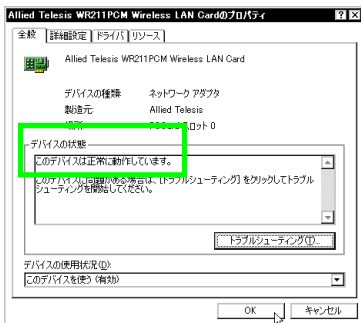 Allied Telesis WR211PCM Wireless LAN Cardのプロパティ
全般 詳細設定 ドライバ リソース
Allied Telesis WR211PCM Wireless LAN Card
デバイスの種類: ネットワーク アダプタ
製造元: Allied Telesis
場所: PCCard スロット 0
デバイスの状態
このデバイスは正常に動作しています。
このデバイスに問題がある場合は、[トラブルシューティング] をクリックしてトラブル
シューティングを開始してください。
トラブルシューティング(T)...
デバイスの使用状況(D):
このデバイスを使う (有効)
OK キャンセル